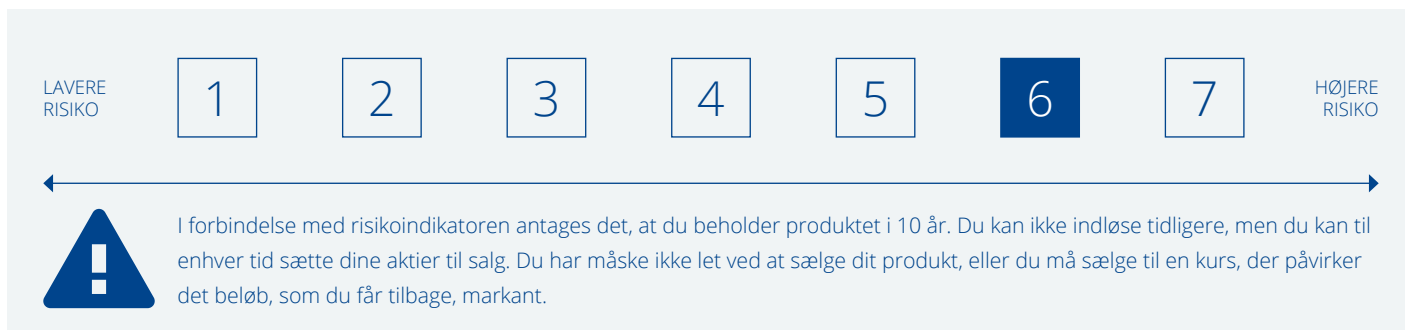 LAVERE
RISIKO
1
2
3
4
5
6
7
HØJERE
RISIKO
I forbindelse med risikoindikatoren antages det, at du beholder produktet i 10 år. Du kan ikke indløse tidligere, men du kan til
enhver tid sætte dine aktier til salg. Du har måske ikke let ved at sælge dit produkt, eller du må sælge til en kurs, der påvirker
det beløb, som du får tilbage, markant.